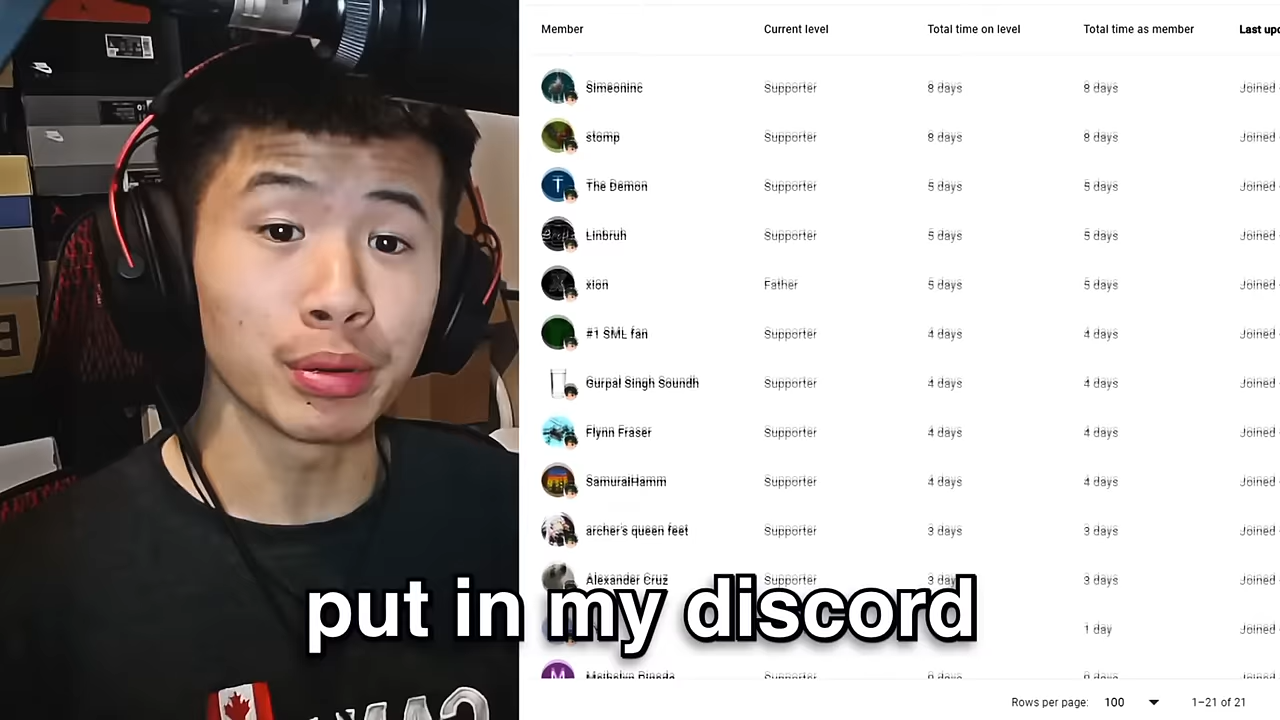 Member Current level Total time on level Total time as member Last upd
Simeoninc Supporter 8 days 8 days Joined
stomp Supporter 8 days 8 days Joined
T The Demon Supporter 5 days 5 days Joined
Linbruh Supporter 5 days 5 days Joined
xion Father 5 days 5 days Joined
#1 SML fan Supporter 4 days 4 days Joined
Gurpal Singh Soundh Supporter 4 days 4 days Joined
Flynn Fraser Supporter 4 days 4 days Joined
SamuraiHamm Supporter 4 days 4 days Joined
archer's queen feet Supporter 3 days 3 days Joined
Alexander Cruz Supporter 3 days 3 days Joined
put in my discord
1 day Joined
M
Rows per page: 100 1–21 of 21